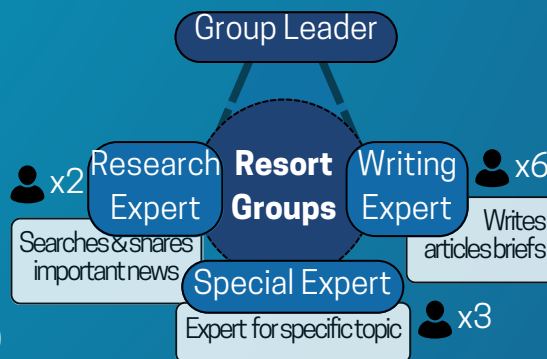 Group Leader
x2
Research
Expert
Resort
Groups
Writing
Expert
x6
Searches & shares
important news
Writes
articles briefs
Special Expert
Expert for specific topic
x3